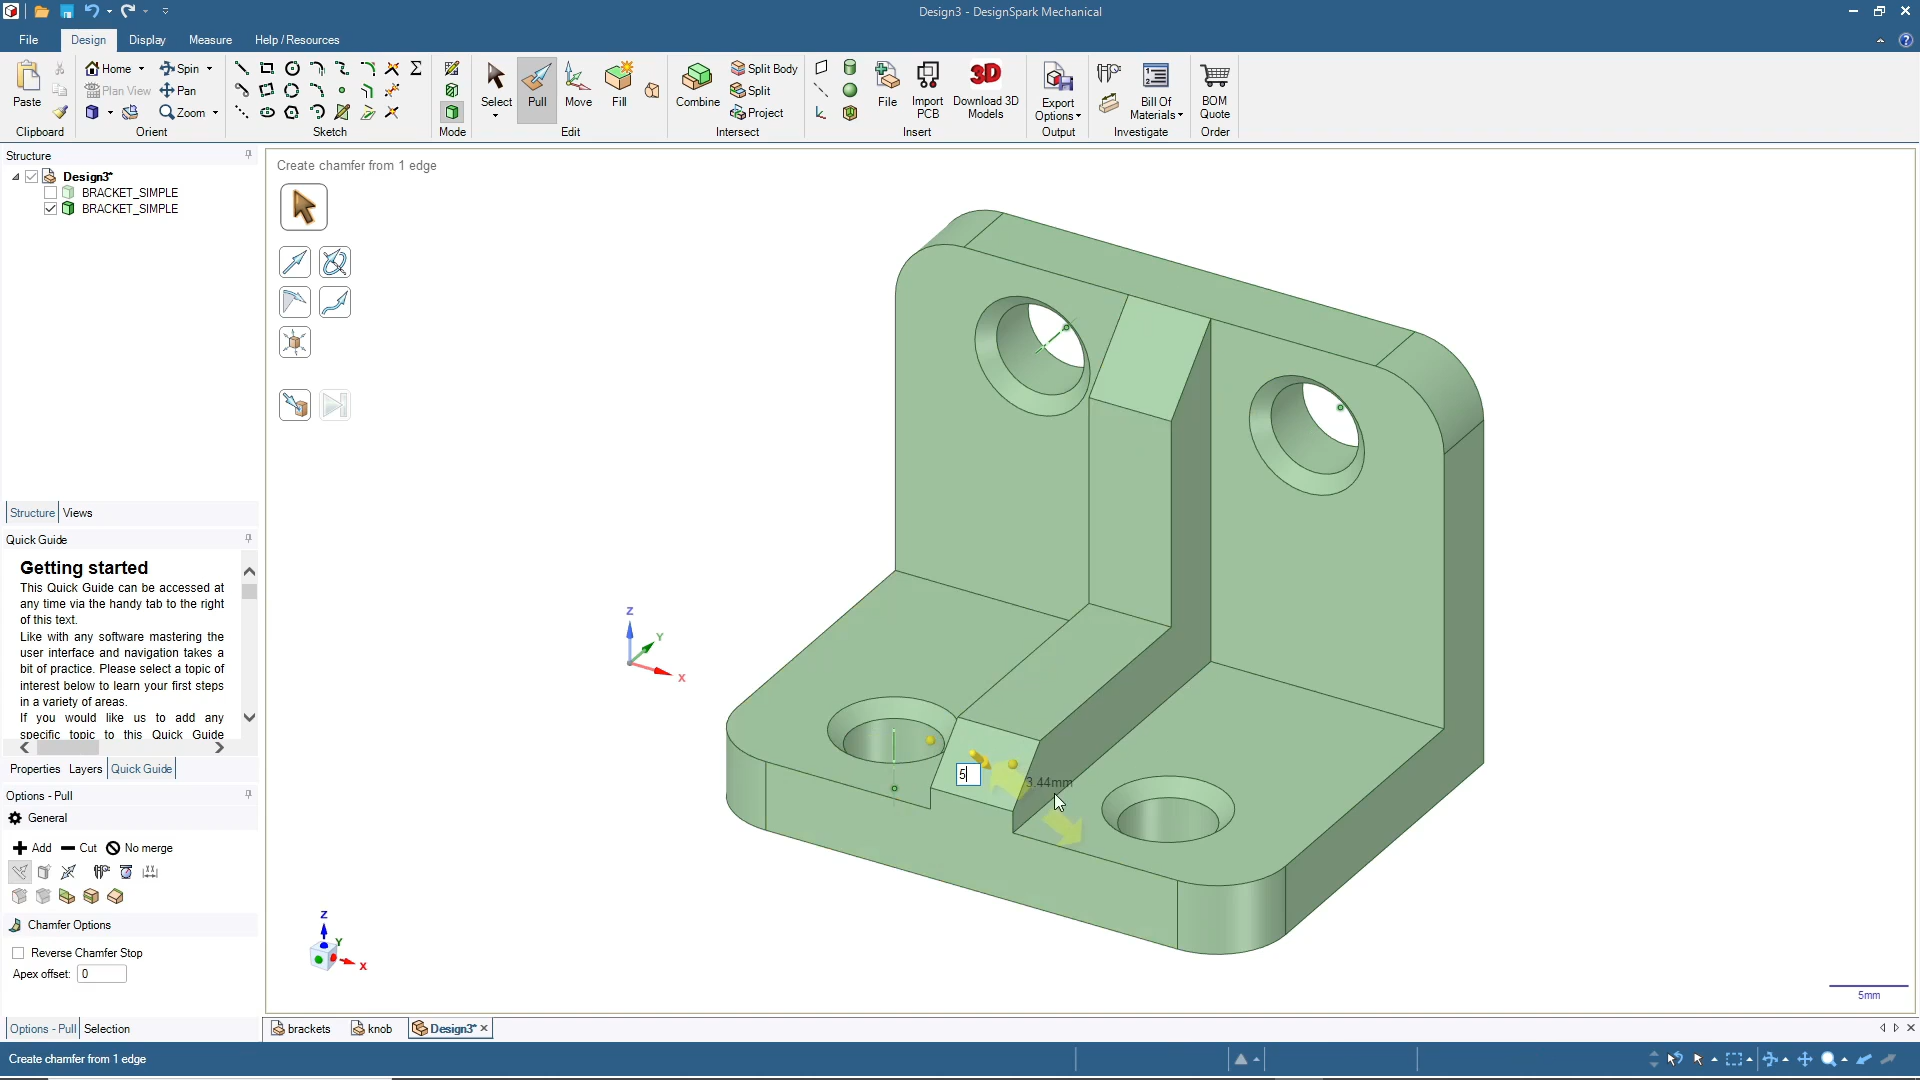 Design3 - DesignSpark Mechanical
File Design Display Measure Help / Resources
Paste
Clipboard
Home Spin
Plan View Pan
Zoom
Orient
Sketch
Mode
Select Pull Move Fill
Edit
Combine
Split Body
Split
Project
Intersect
File Import PCB Download 3D Models
3D
Insert
Export Options
Output
Bill Of Materials
Investigate
BOM Quote
Order
Structure
Design3*
BRACKET_SIMPLE
BRACKET_SIMPLE
Structure Views
Quick Guide
Getting started
This Quick Guide can be accessed at
any time via the handy tab to the right
of this text.
Like with any software mastering the
user interface and navigation takes a
bit of practice. Please select a topic of
interest below to learn your first steps
in a variety of areas.
If you would like us to add any
specific topic to this Quick Guide
Properties Layers Quick Guide
Options - Pull
General
Add Cut No merge
Chamfer Options
Reverse Chamfer Stop
Apex offset: 0
Options - Pull Selection
Create chamfer from 1 edge
Z
Y
X
5
3.44mm
Z
Y
X
5mm
brackets knob Design3*
Create chamfer from 1 edge